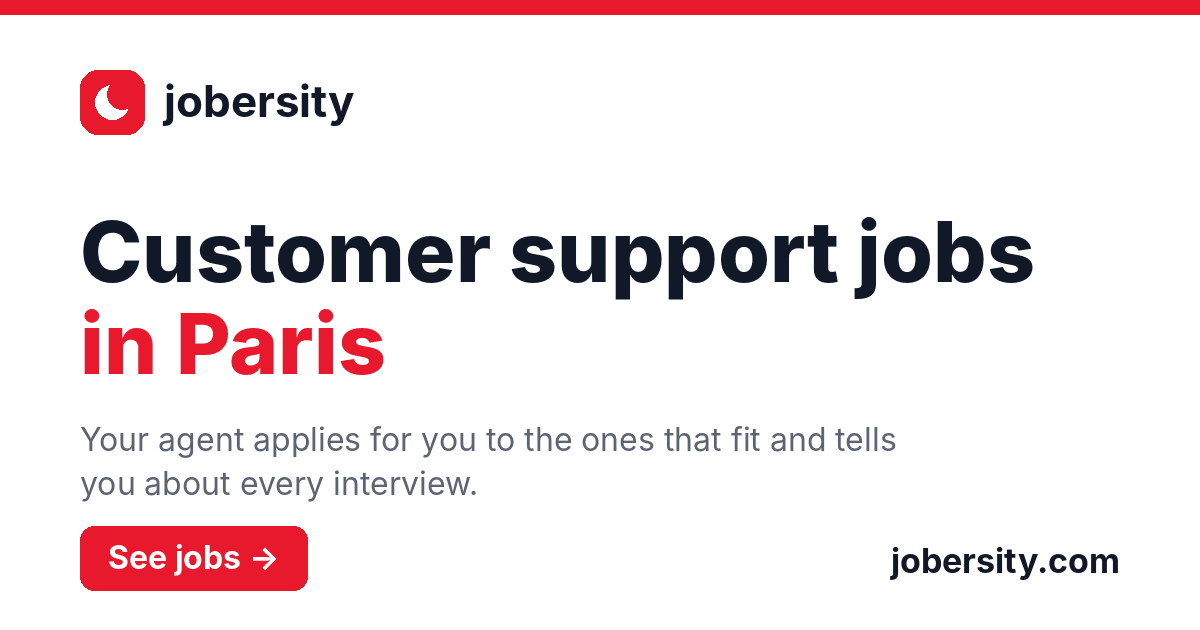 jobersity
Customer support jobs
in Paris
Your agent applies for you to the ones that fit and tells
you about every interview.
See jobs →
jobersity.com